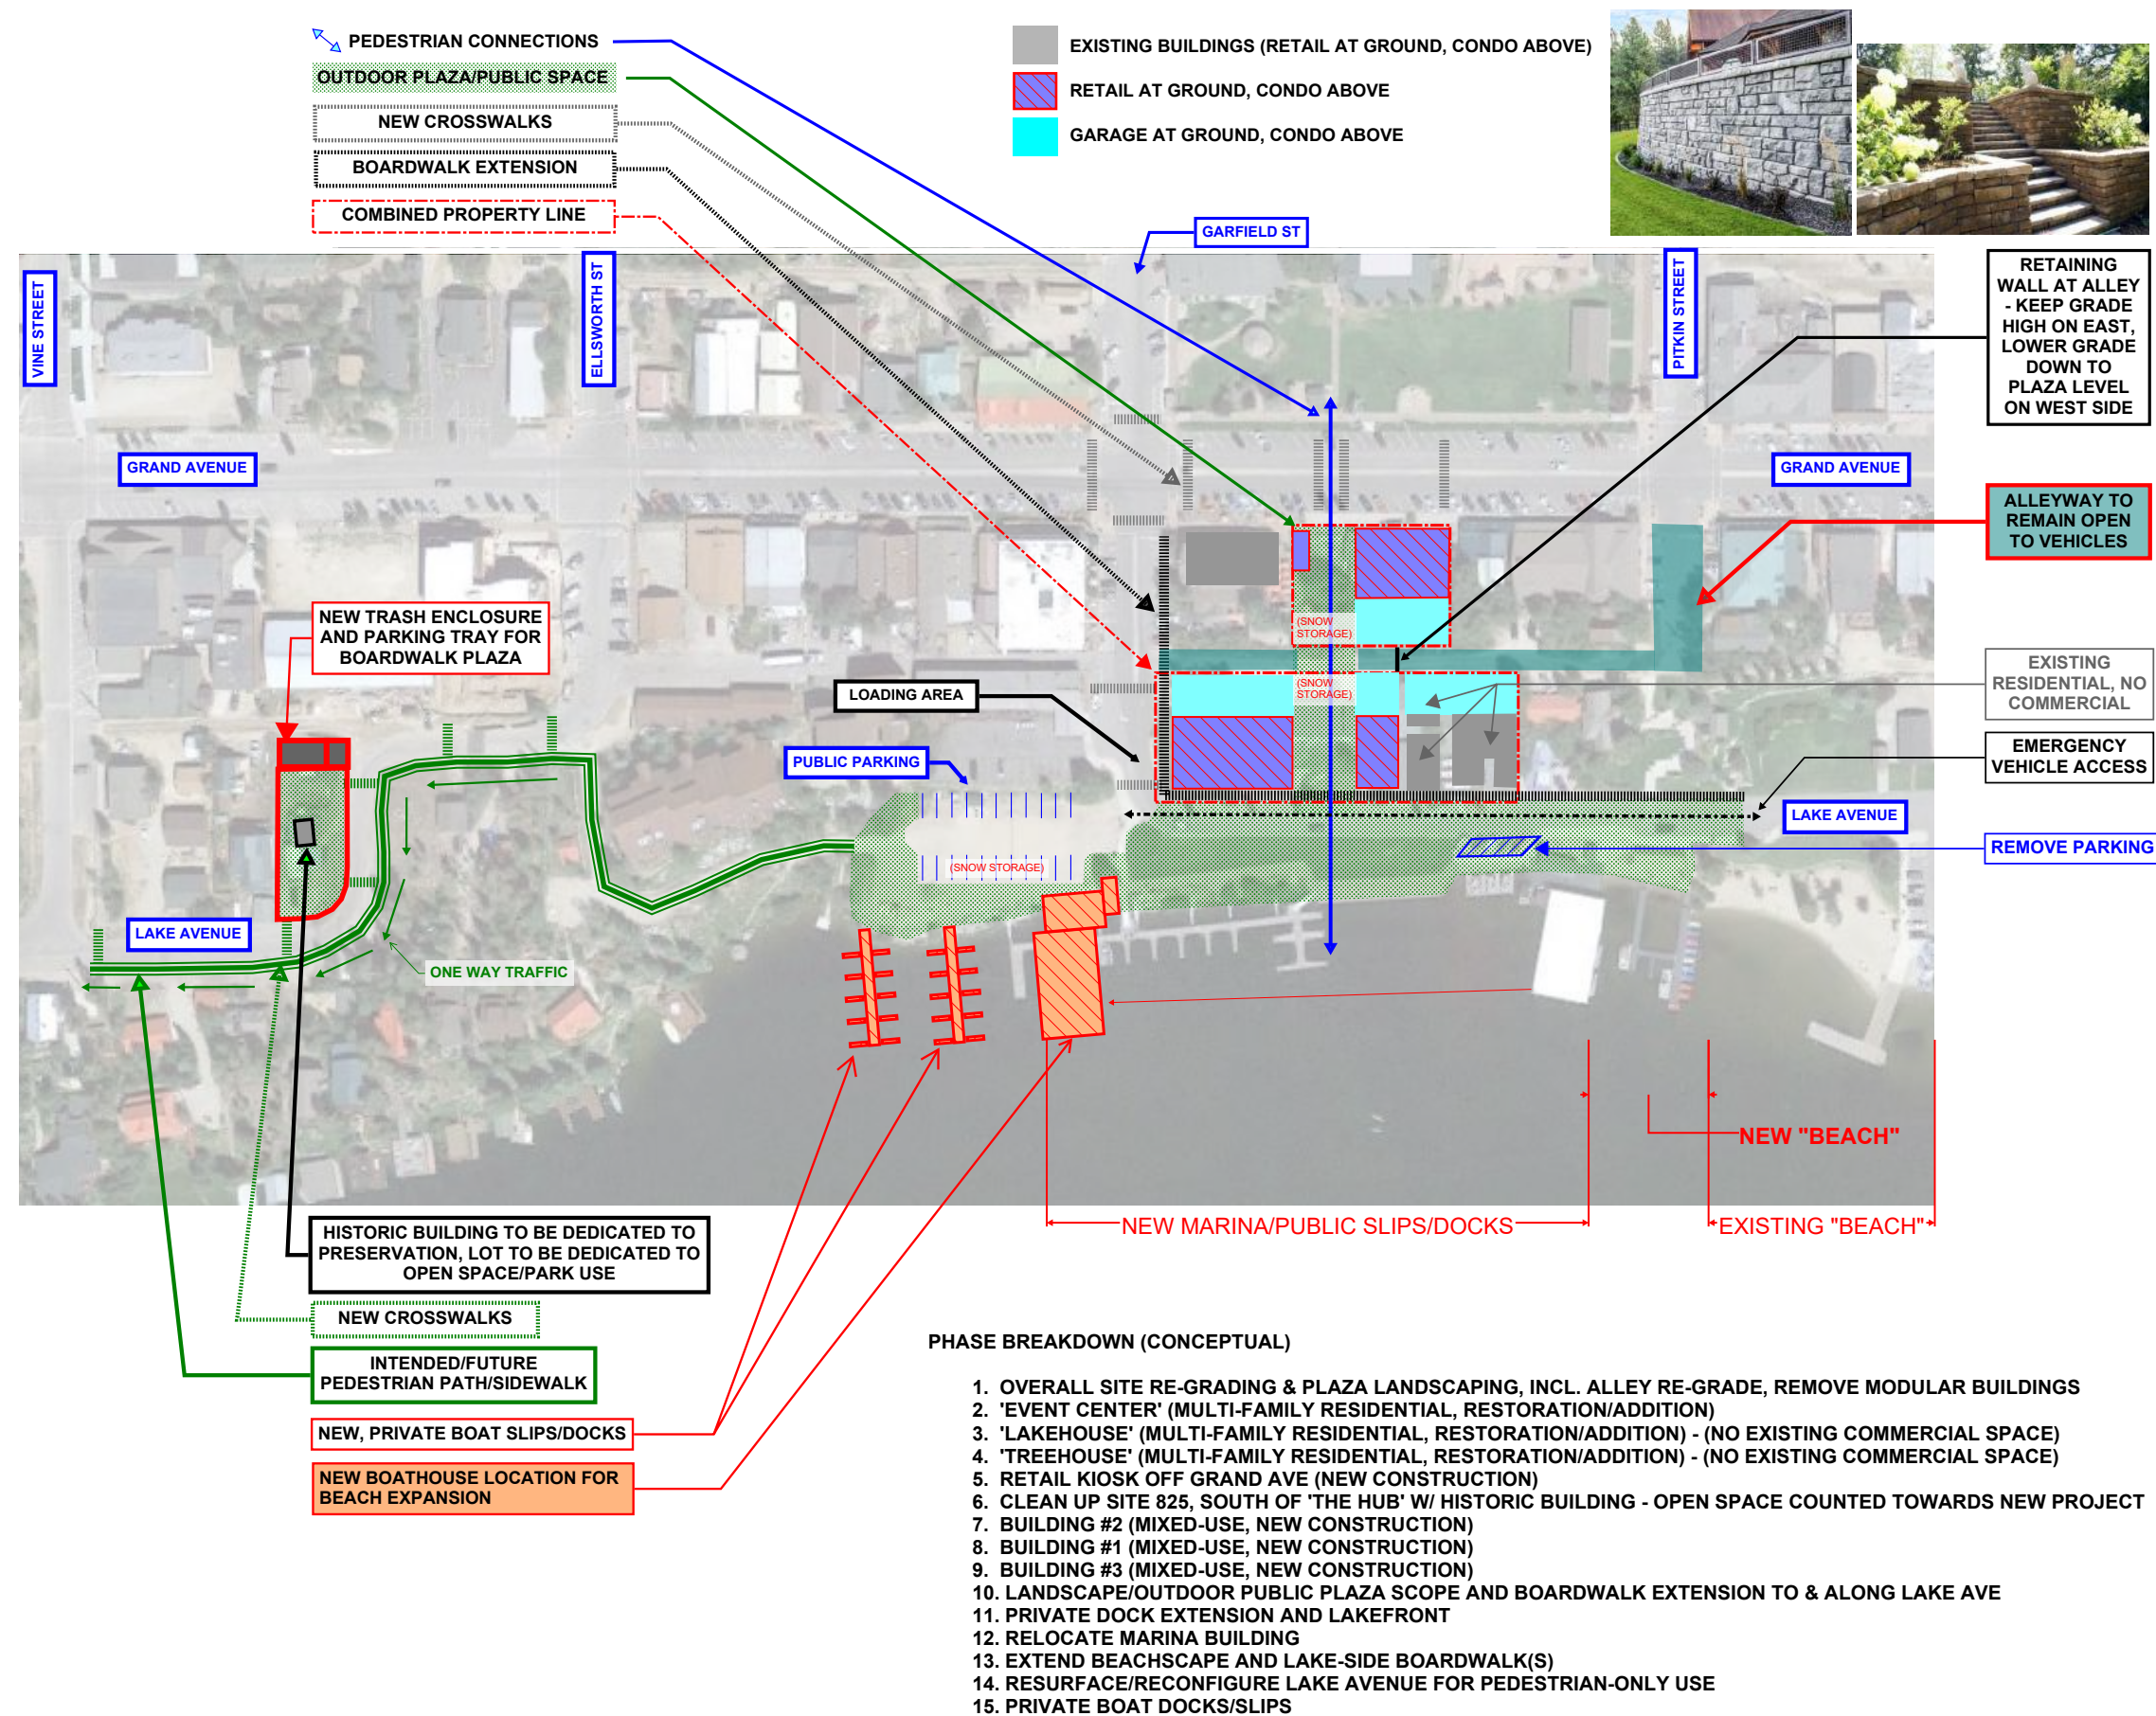 PEDESTRIAN CONNECTIONS
OUTDOOR PLAZA/PUBLIC SPACE
NEW CROSSWALKS
BOARDWALK EXTENSION
COMBINED PROPERTY LINE
EXISTING BUILDINGS (RETAIL AT GROUND, CONDO ABOVE)
RETAIL AT GROUND, CONDO ABOVE
GARAGE AT GROUND, CONDO ABOVE
GARFIELD ST
VINE STREET
ELLSWORTH ST
PITKIN STREET
RETAINING
WALL AT ALLEY
- KEEP GRADE
HIGH ON EAST,
LOWER GRADE
DOWN TO
PLAZA LEVEL
ON WEST SIDE
GRAND AVENUE
GRAND AVENUE
ALLEYWAY TO
REMAIN OPEN
TO VEHICLES
NEW TRASH ENCLOSURE
AND PARKING TRAY FOR
BOARDWALK PLAZA
(SNOW
STORAGE)
(SNOW
STORAGE)
LOADING AREA
EXISTING
RESIDENTIAL, NO
COMMERCIAL
PUBLIC PARKING
EMERGENCY
VEHICLE ACCESS
LAKE AVENUE
REMOVE PARKING
(SNOW STORAGE)
LAKE AVENUE
ONE WAY TRAFFIC
NEW "BEACH"
NEW MARINA/PUBLIC SLIPS/DOCKS
EXISTING "BEACH"
HISTORIC BUILDING TO BE DEDICATED TO
PRESERVATION, LOT TO BE DEDICATED TO
OPEN SPACE/PARK USE
NEW CROSSWALKS
INTENDED/FUTURE
PEDESTRIAN PATH/SIDEWALK
NEW, PRIVATE BOAT SLIPS/DOCKS
NEW BOATHOUSE LOCATION FOR
BEACH EXPANSION
PHASE BREAKDOWN (CONCEPTUAL)
1. OVERALL SITE RE-GRADING & PLAZA LANDSCAPING, INCL. ALLEY RE-GRADE, REMOVE MODULAR BUILDINGS
2. 'EVENT CENTER' (MULTI-FAMILY RESIDENTIAL, RESTORATION/ADDITION)
3. 'LAKEHOUSE' (MULTI-FAMILY RESIDENTIAL, RESTORATION/ADDITION) - (NO EXISTING COMMERCIAL SPACE)
4. 'TREEHOUSE' (MULTI-FAMILY RESIDENTIAL, RESTORATION/ADDITION) - (NO EXISTING COMMERCIAL SPACE)
5. RETAIL KIOSK OFF GRAND AVE (NEW CONSTRUCTION)
6. CLEAN UP SITE 825, SOUTH OF 'THE HUB' W/ HISTORIC BUILDING - OPEN SPACE COUNTED TOWARDS NEW PROJECT
7. BUILDING #2 (MIXED-USE, NEW CONSTRUCTION)
8. BUILDING #1 (MIXED-USE, NEW CONSTRUCTION)
9. BUILDING #3 (MIXED-USE, NEW CONSTRUCTION)
10. LANDSCAPE/OUTDOOR PUBLIC PLAZA SCOPE AND BOARDWALK EXTENSION TO & ALONG LAKE AVE
11. PRIVATE DOCK EXTENSION AND LAKEFRONT
12. RELOCATE MARINA BUILDING
13. EXTEND BEACHSCAPE AND LAKE-SIDE BOARDWALK(S)
14. RESURFACE/RECONFIGURE LAKE AVENUE FOR PEDESTRIAN-ONLY USE
15. PRIVATE BOAT DOCKS/SLIPS